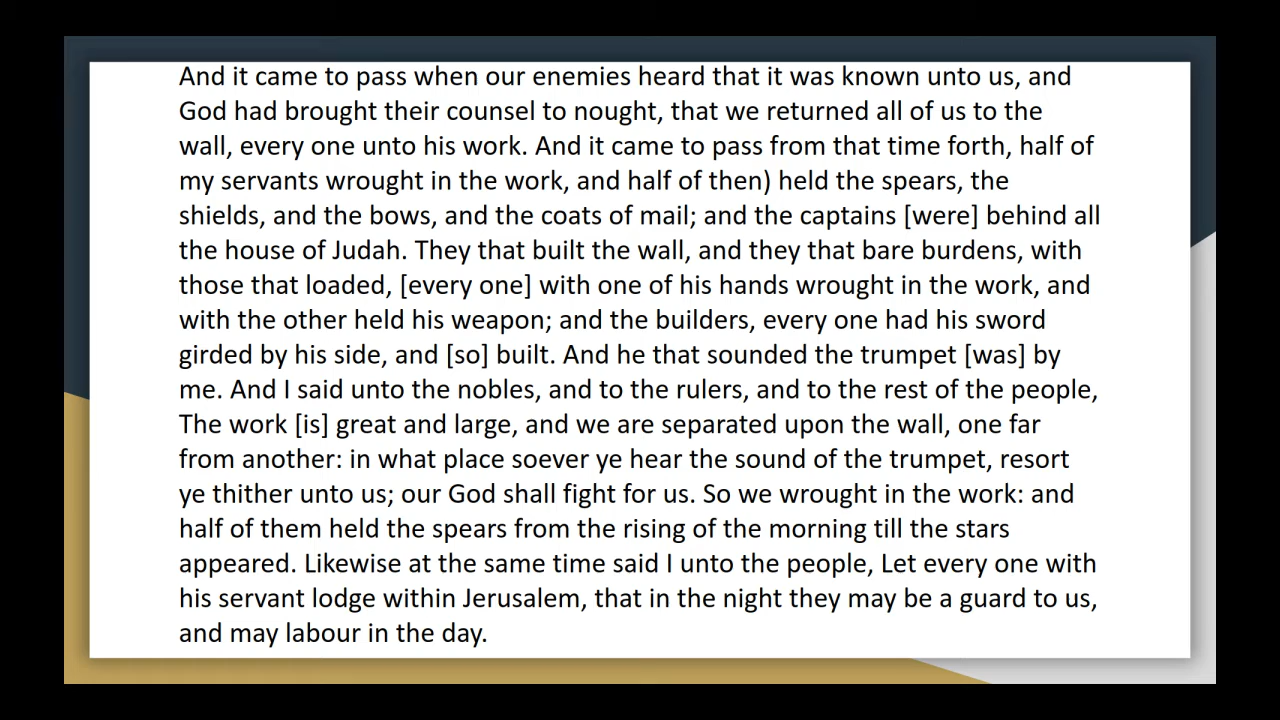 And it came to pass when our enemies heard that it was known unto us, and
God had brought their counsel to nought, that we returned all of us to the
wall, every one unto his work. And it came to pass from that time forth, half of
my servants wrought in the work, and half of then) held the spears, the
shields, and the bows, and the coats of mail; and the captains [were] behind all
the house of Judah. They that built the wall, and they that bare burdens, with
those that loaded, [every one] with one of his hands wrought in the work, and
with the other held his weapon; and the builders, every one had his sword
girded by his side, and [so] built. And he that sounded the trumpet [was] by
me. And I said unto the nobles, and to the rulers, and to the rest of the people,
The work [is] great and large, and we are separated upon the wall, one far
from another: in what place soever ye hear the sound of the trumpet, resort
ye thither unto us; our God shall fight for us. So we wrought in the work: and
half of them held the spears from the rising of the morning till the stars
appeared. Likewise at the same time said I unto the people, Let every one with
his servant lodge within Jerusalem, that in the night they may be a guard to us,
and may labour in the day.